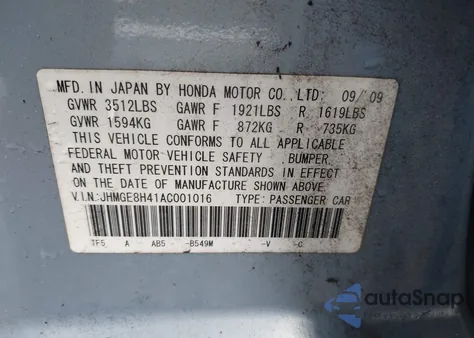 MFD. IN JAPAN BY HONDA MOTOR CO., LTD. 09/'09
GVWR 3512LBS GAWR F 1921LBS R 1619LBS
GVWR 1594KG GAWR F 872KG R 735KG
THIS VEHICLE CONFORMS TO ALL APPLICABLE
FEDERAL MOTOR VEHICLE SAFETY ,BUMPER,
AND THEFT PREVENTION STANDARDS IN EFFECT
ON THE DATE OF MANUFACTURE SHOWN ABOVE.
V.I.N:JHMGE8H41AC001016 TYPE: PASSENGER CAR
TF5 A AB5 -B549M -V -C
autoSnap